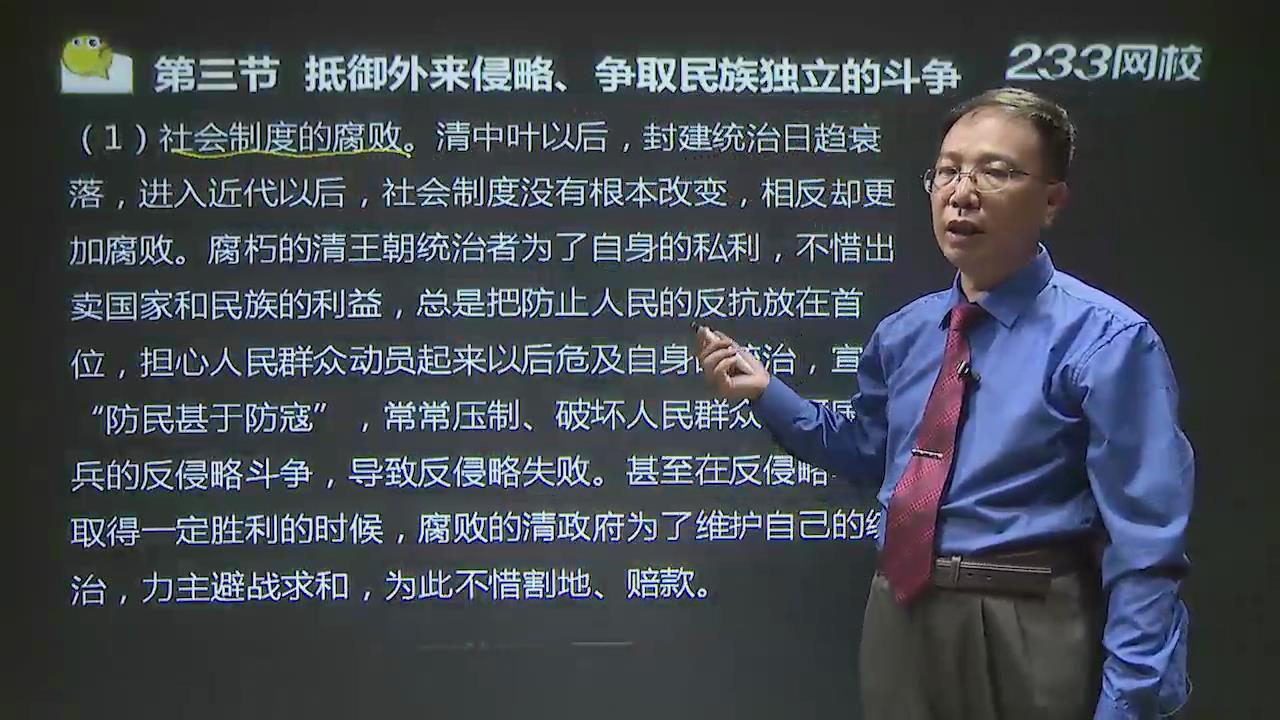 第三节 抵御外来侵略、争取民族独立的斗争
233网校
（1）社会制度的腐败。清中叶以后，封建统治日趋衰
落，进入近代以后，社会制度没有根本改变，相反却更
加腐败。腐朽的清王朝统治者为了自身的私利，不惜出
卖国家和民族的利益，总是把防止人民的反抗放在首
位，担心人民群众动员起来以后危及自身 治，宣
“防民甚于防寇”，常常压制、破坏人民群众
兵的反侵略斗争，导致反侵略失败。甚至在反侵略
取得一定胜利的时候，腐败的清政府为了维护自己的
治，力主避战求和，为此不惜割地、赔款。